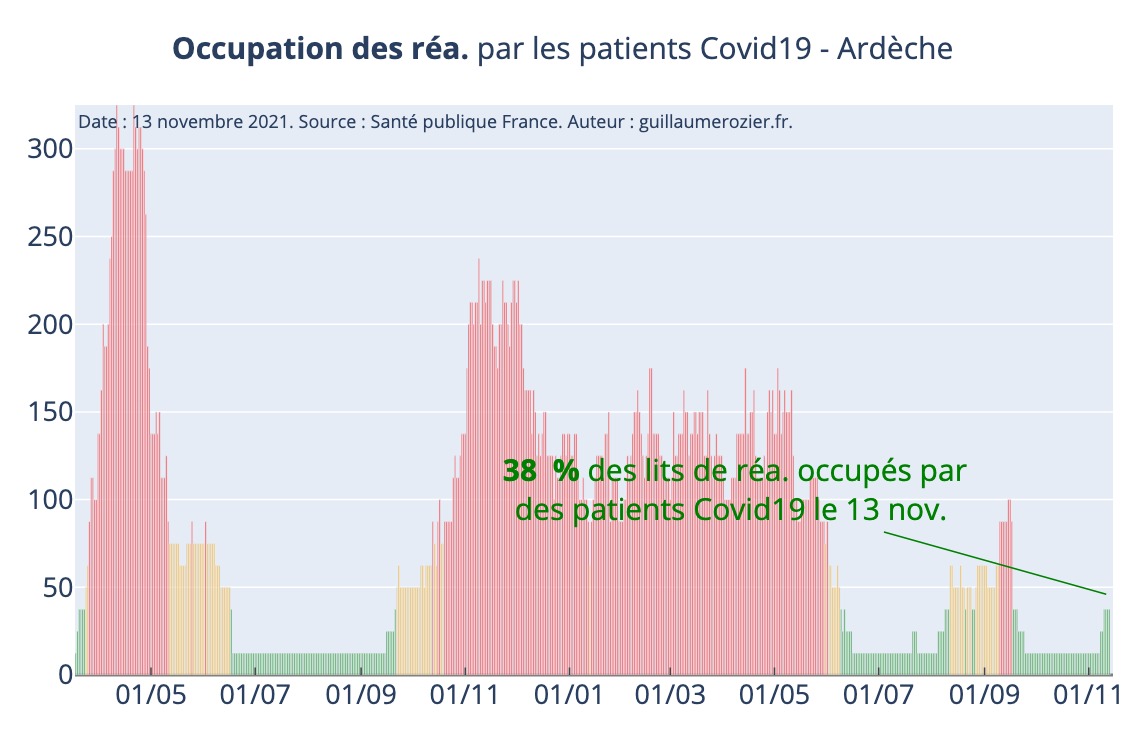 Occupation des réa. par les patients Covid19 - Ardèche
Date : 13 novembre 2021. Source : Santé publique France. Auteur : guillaumerozier.fr.
300
250
200
150
100
50
0
38 % des lits de réa. occupés par
des patients Covid19 le 13 nov.
01/05 01/07 01/09 01/11 01/01 01/03 01/05 01/07 01/09 01/11